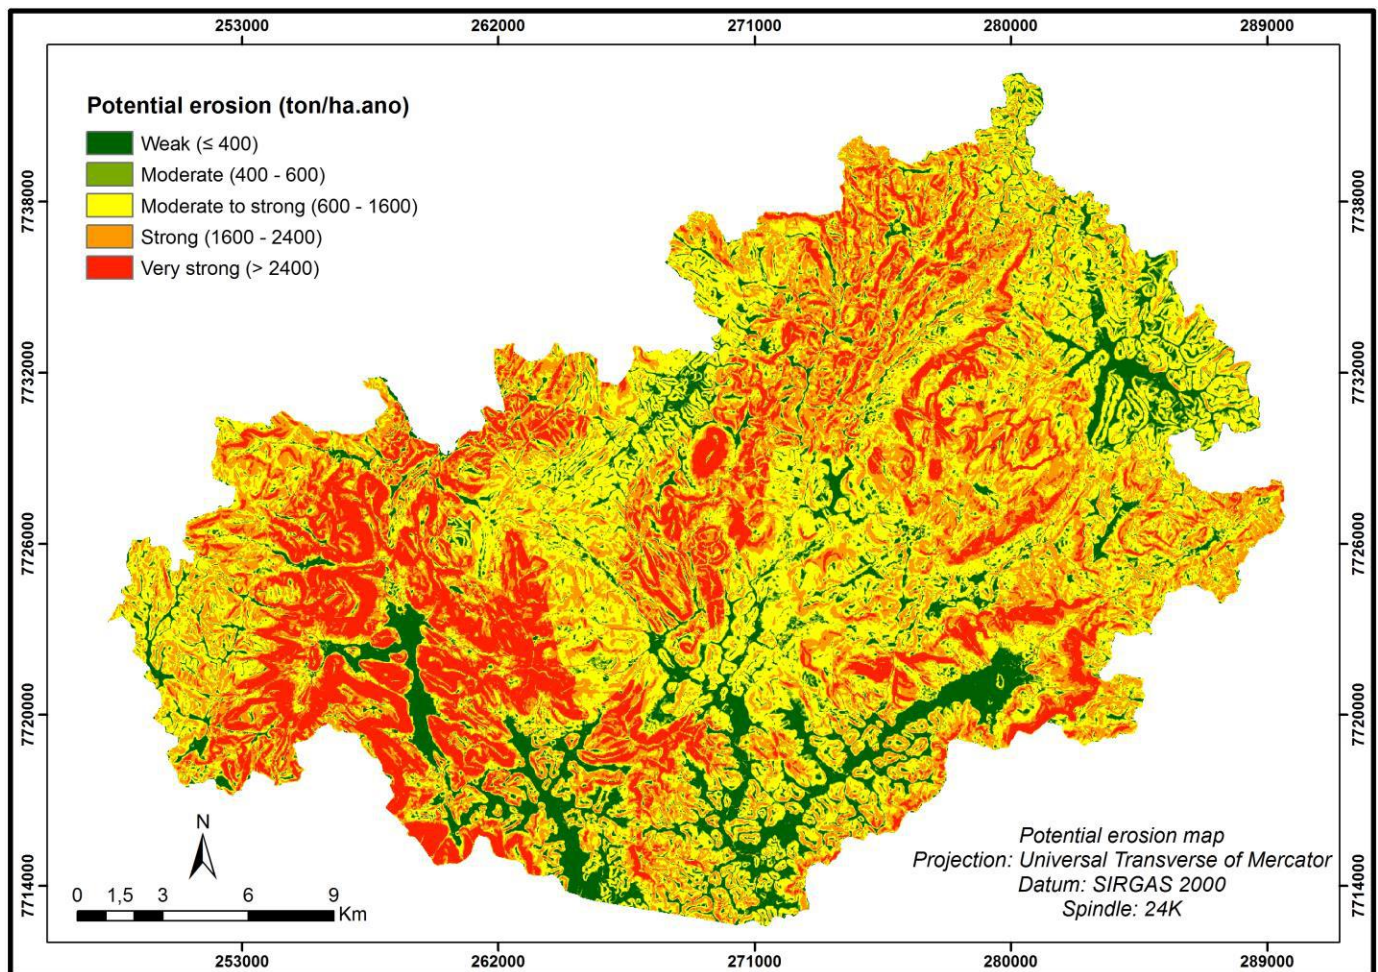 253000 262000 271000 280000 289000
Potential erosion (ton/ha.ano)
Weak (≤ 400)
Moderate (400 - 600)
Moderate to strong (600 - 1600)
Strong (1600 - 2400)
Very strong (> 2400)
7738000 7738000
7732000 7732000
7726000 7726000
7720000 7720000
7714000 7714000
N
0 1,5 3 6 9
Km
Potential erosion map
Projection: Universal Transverse of Mercator
Datum: SIRGAS 2000
Spindle: 24K
253000 262000 271000 280000 289000